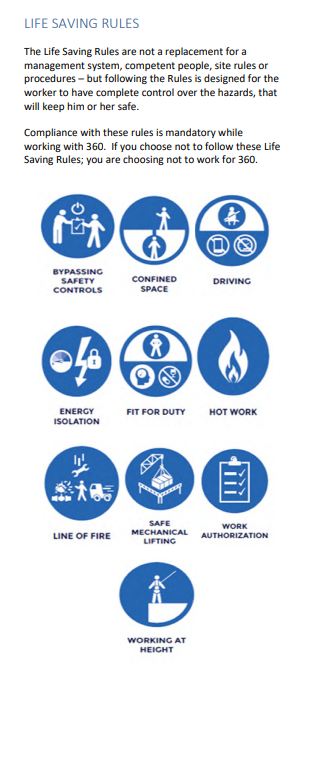 LIFE SAVING RULES
The Life Saving Rules are not a replacement for a
management system, competent people, site rules or
procedures – but following the Rules is designed for the
worker to have complete control over the hazards, that
will keep him or her safe.
Compliance with these rules is mandatory while
working with 360.  If you choose not to follow these Life
Saving Rules; you are choosing not to work for 360.
BYPASSING
SAFETY
CONTROLS
CONFINED
SPACE
DRIVING
ENERGY
ISOLATION
FIT FOR DUTY
HOT WORK
LINE OF FIRE
SAFE
MECHANICAL
LIFTING
WORK
AUTHORIZATION
WORKING AT
HEIGHT